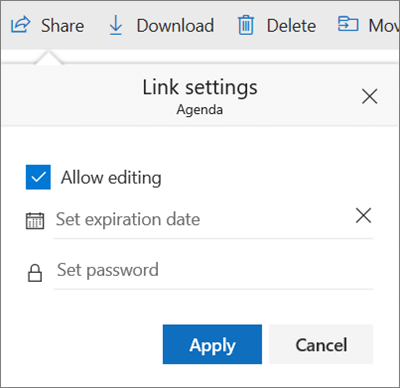 Share Download Delete Mov
Link settings
Agenda
Allow editing
Set expiration date
Set password
Apply Cancel